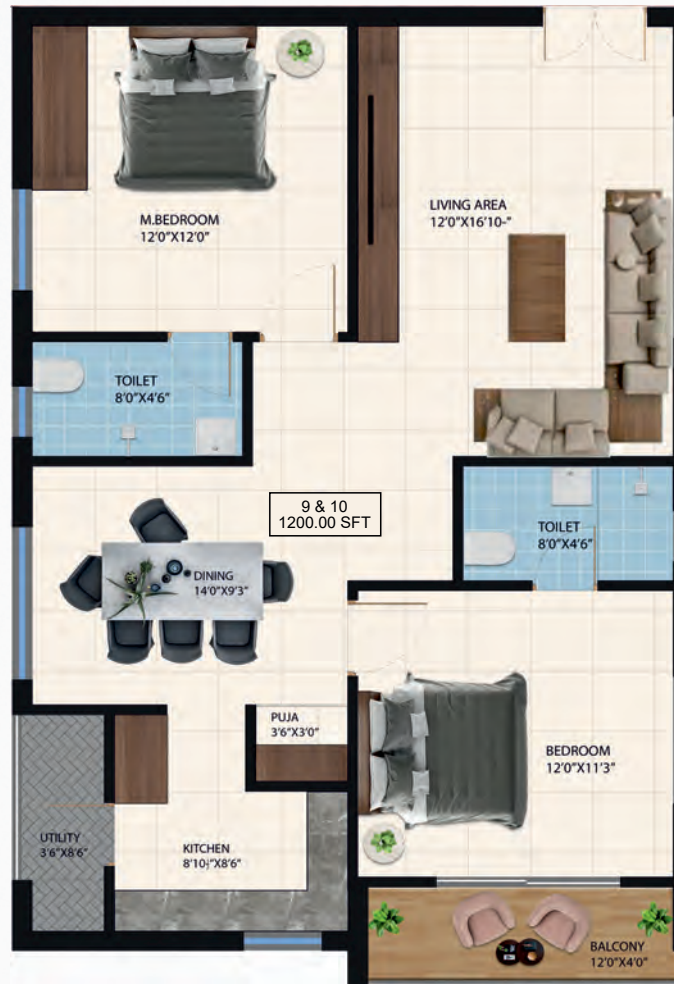 M.BEDROOM
12'0"X12'0"
LIVING AREA
12'0"X16'10-"
TOILET
8'0"X4'6"
9 & 10
1200.00 SFT
TOILET
8'0"X4'6"
DINING
14'0"X9'3"
PUJA
3'6"X3'0"
BEDROOM
12'0"X11'3"
UTILITY
3'6"X8'6"
KITCHEN
8'10½"X8'6"
BALCONY
12'0"X4'0"